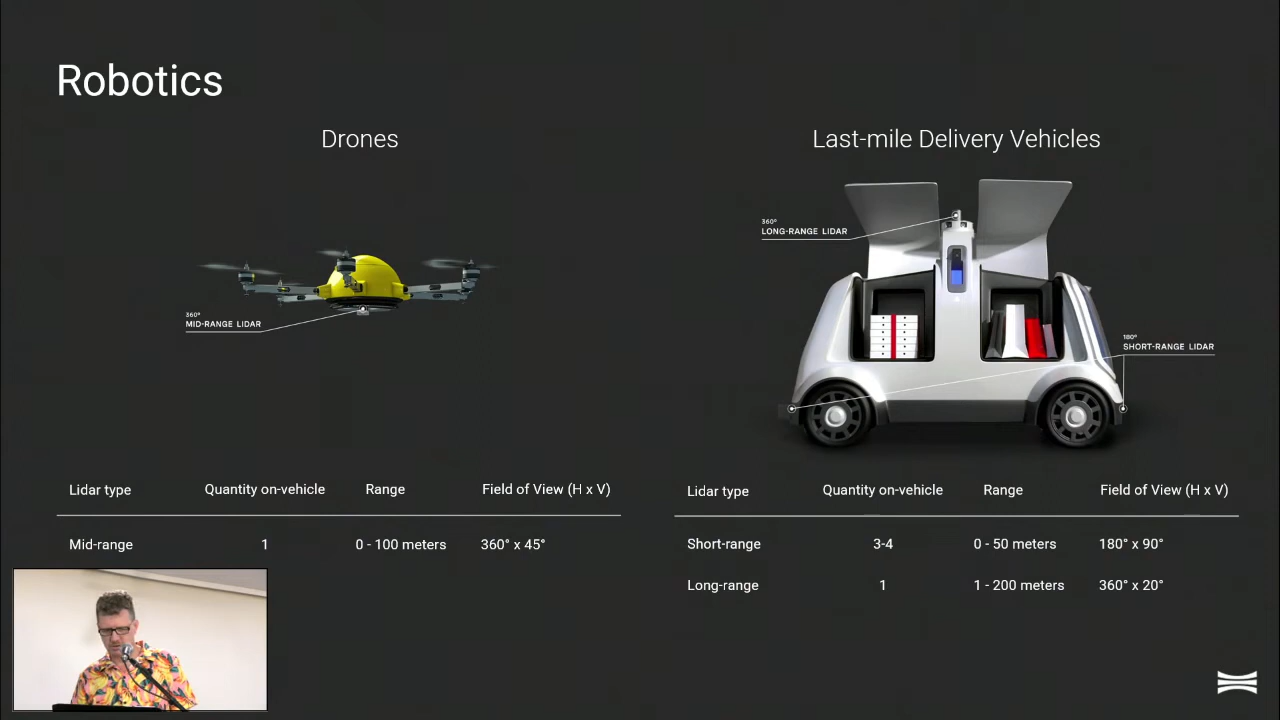 Robotics
Drones
360°
MID-RANGE LIDAR
Lidar type Quantity on-vehicle Range Field of View (H x V)
Mid-range 1 0 - 100 meters 360° x 45°
Last-mile Delivery Vehicles
360°
LONG-RANGE LIDAR
180°
SHORT-RANGE LIDAR
Lidar type Quantity on-vehicle Range Field of View (H x V)
Short-range 3-4 0 - 50 meters 180° x 90°
Long-range 1 1 - 200 meters 360° x 20°